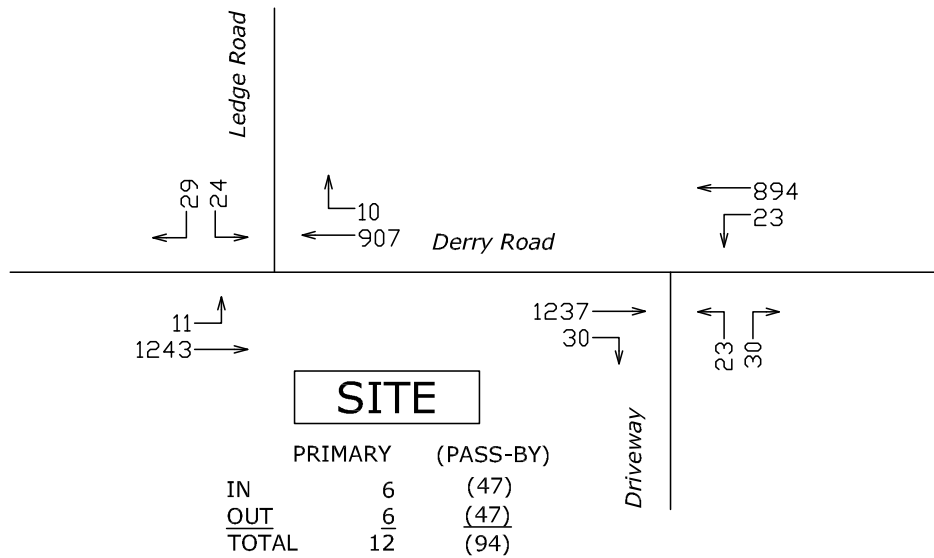 Ledge Road
29
24
10
907
Derry Road
894
23
11
1243
1237
30
23
30
SITE
PRIMARY (PASS-BY)
IN 6 (47)
OUT 6 (47)
TOTAL 12 (94)
Driveway